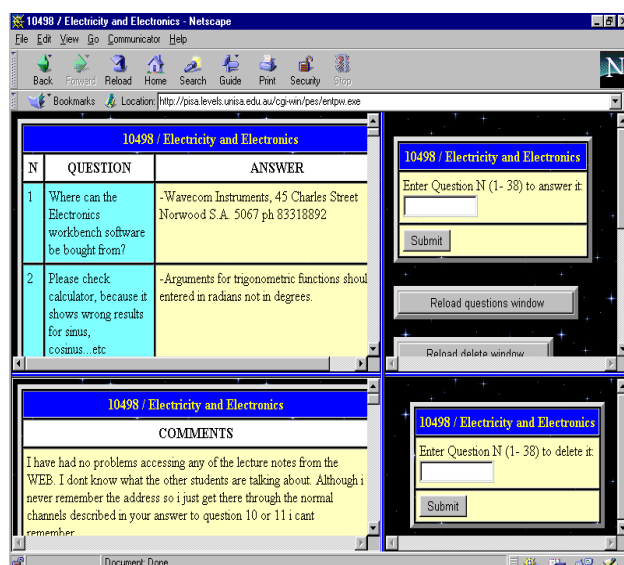 10498 / Electricity and Electronics - Netscape
File Edit View Go Communicator Help
Back Forward Reload Home Search Guide Print Security Stop
N
Bookmarks Location: http://pisa.levels.unisa.edu.au/cgi-win/pes/entpw.exe
10498 / Electricity and Electronics
N QUESTION ANSWER
1 Where can the -Wavecom Instruments, 45 Charles Street
Electronics Norwood S.A. 5067 ph 83318892
workbench software
be bought from?
2 Please check -Arguments for trigonometric functions shoul
calculator, because it entered in radians not in degrees.
shows wrong results
for sinus,
cosinus...etc
10498 / Electricity and Electronics
Enter Question N (1- 38) to answer it:
Submit
Reload questions window
Reload delete window
10498 / Electricity and Electronics
COMMENTS
I have had no problems accessing any of the lecture notes from the
WEB. I dont know what the other students are talking about. Although i
never remember the address so i just get there through the normal
channels described in your answer to question 10 or 11 i cant
remember
10498 / Electricity and Electronics
Enter Question N (1- 38) to delete it:
Submit
Document: Done